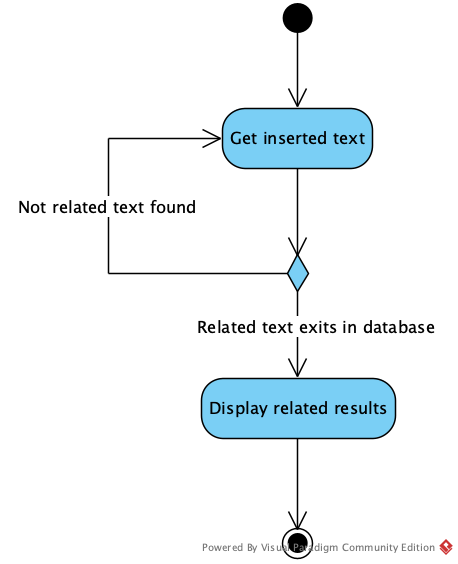 Get inserted text
Not related text found
Related text exits in database
Display related results
Powered By Visual Paradigm Community Edition